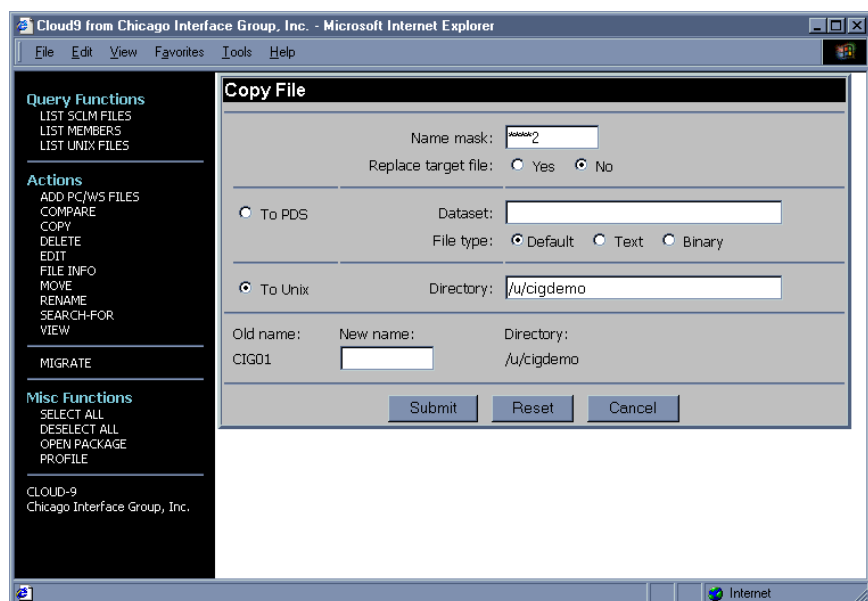 Cloud9 from Chicago Interface Group, Inc. - Microsoft Internet Explorer
File Edit View Favorites Tools Help
Query Functions
LIST SCLM FILES
LIST MEMBERS
LIST UNIX FILES
Actions
ADD PC/WS FILES
COMPARE
COPY
DELETE
EDIT
FILE INFO
MOVE
RENAME
SEARCH-FOR
VIEW
MIGRATE
Misc Functions
SELECT ALL
DESELECT ALL
OPEN PACKAGE
PROFILE
CLOUD-9
Chicago Interface Group, Inc.
Copy File
Name mask: ****2
Replace target file: Yes No
To PDS Dataset:
File type: Default Text Binary
To Unix Directory: /u/cigdemo
Old name: New name: Directory:
CIG01 /u/cigdemo
Submit Reset Cancel
Internet